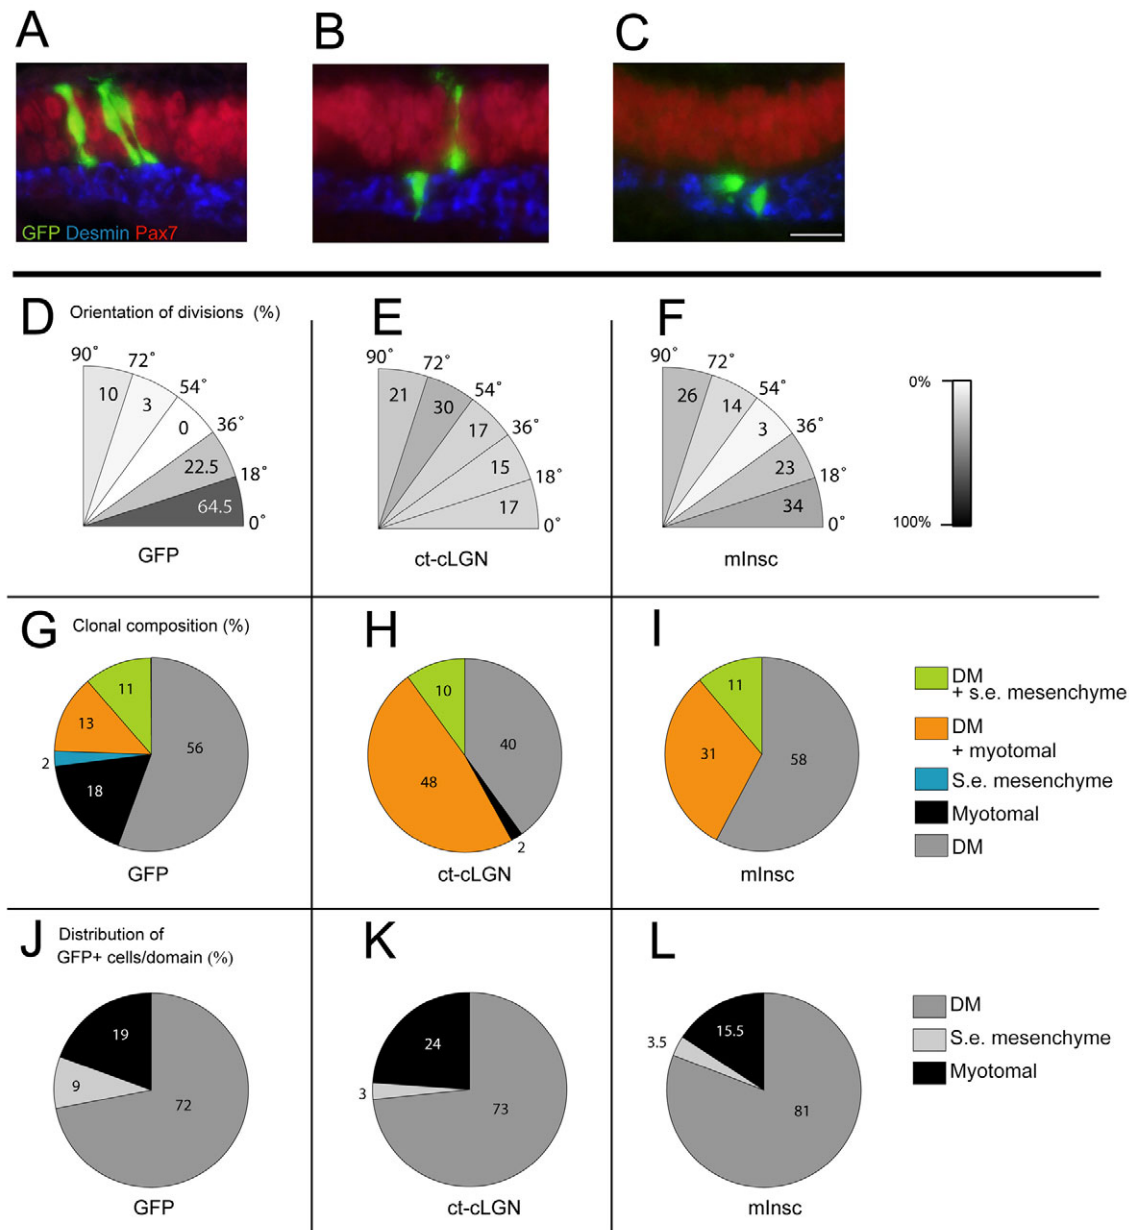 A
B
C
GFP Desmin Pax7
D Orientation of divisions (%)
E
F
90˚
72˚
54˚
36˚
18˚
0˚
10
3
0
22.5
64.5
GFP
90˚
72˚
54˚
36˚
18˚
0˚
21
30
17
15
17
ct-cLGN
90˚
72˚
54˚
36˚
18˚
0˚
26
14
3
23
34
mInsc
0%
100%
G Clonal composition (%)
H
I
11
13
2
18
56
GFP
10
48
40
2
ct-cLGN
11
31
58
mInsc
DM
+ s.e. mesenchyme
DM
+ myotomal
S.e. mesenchyme
Myotomal
DM
J Distribution of
GFP+ cells/domain (%)
K
L
19
9
72
GFP
24
3
73
ct-cLGN
15.5
3.5
81
mInsc
DM
S.e. mesenchyme
Myotomal